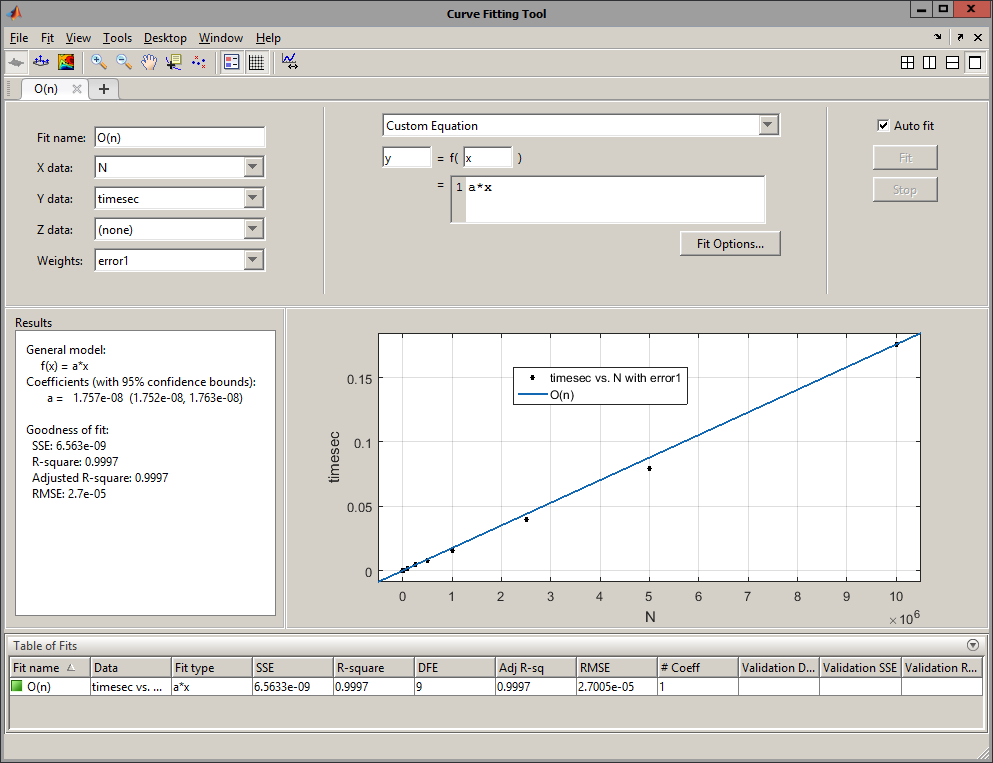 Curve Fitting Tool
File Fit View Tools Desktop Window Help
O(n)
Fit name: O(n)
X data: N
Y data: timesec
Z data: (none)
Weights: error1
Custom Equation
y = f( x )
= 1 a*x
Fit Options...
Auto fit
Fit
Stop
Results
General model:
f(x) = a*x
Coefficients (with 95% confidence bounds):
a = 1.757e-08 (1.752e-08, 1.763e-08)
Goodness of fit:
SSE: 6.563e-09
R-square: 0.9997
Adjusted R-square: 0.9997
RMSE: 2.7e-05
timesec vs. N with error1
O(n)
timesec
0.15
0.1
0.05
0
0 1 2 3 4 5 6 7 8 9 10
N
×10⁶
Table of Fits
Fit name Data Fit type SSE R-square DFE Adj R-sq RMSE # Coeff Validation D... Validation SSE Validation R...
O(n) timesec vs. ... a*x 6.5633e-09 0.9997 9 0.9997 2.7005e-05 1